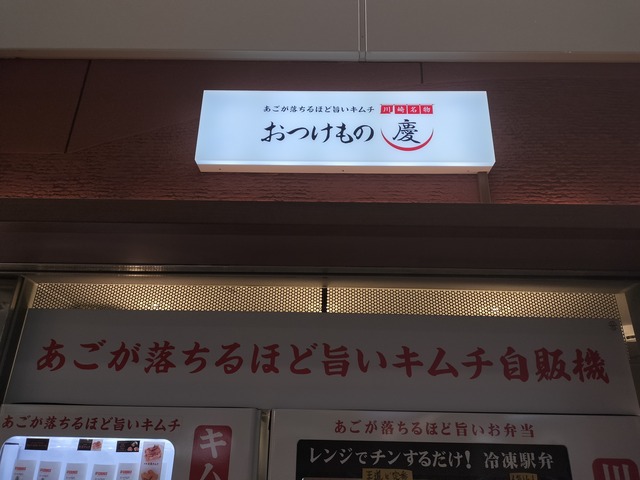 あごが落ちるほど旨いキムチ 川崎名物
おつけもの 慶
あごが落ちるほど旨いキムチ自販機
あごが落ちるほど旨いキムチ
キム
あごが落ちるほど旨いお弁当
レンジでチンするだけ! 冷凍駅弁
川